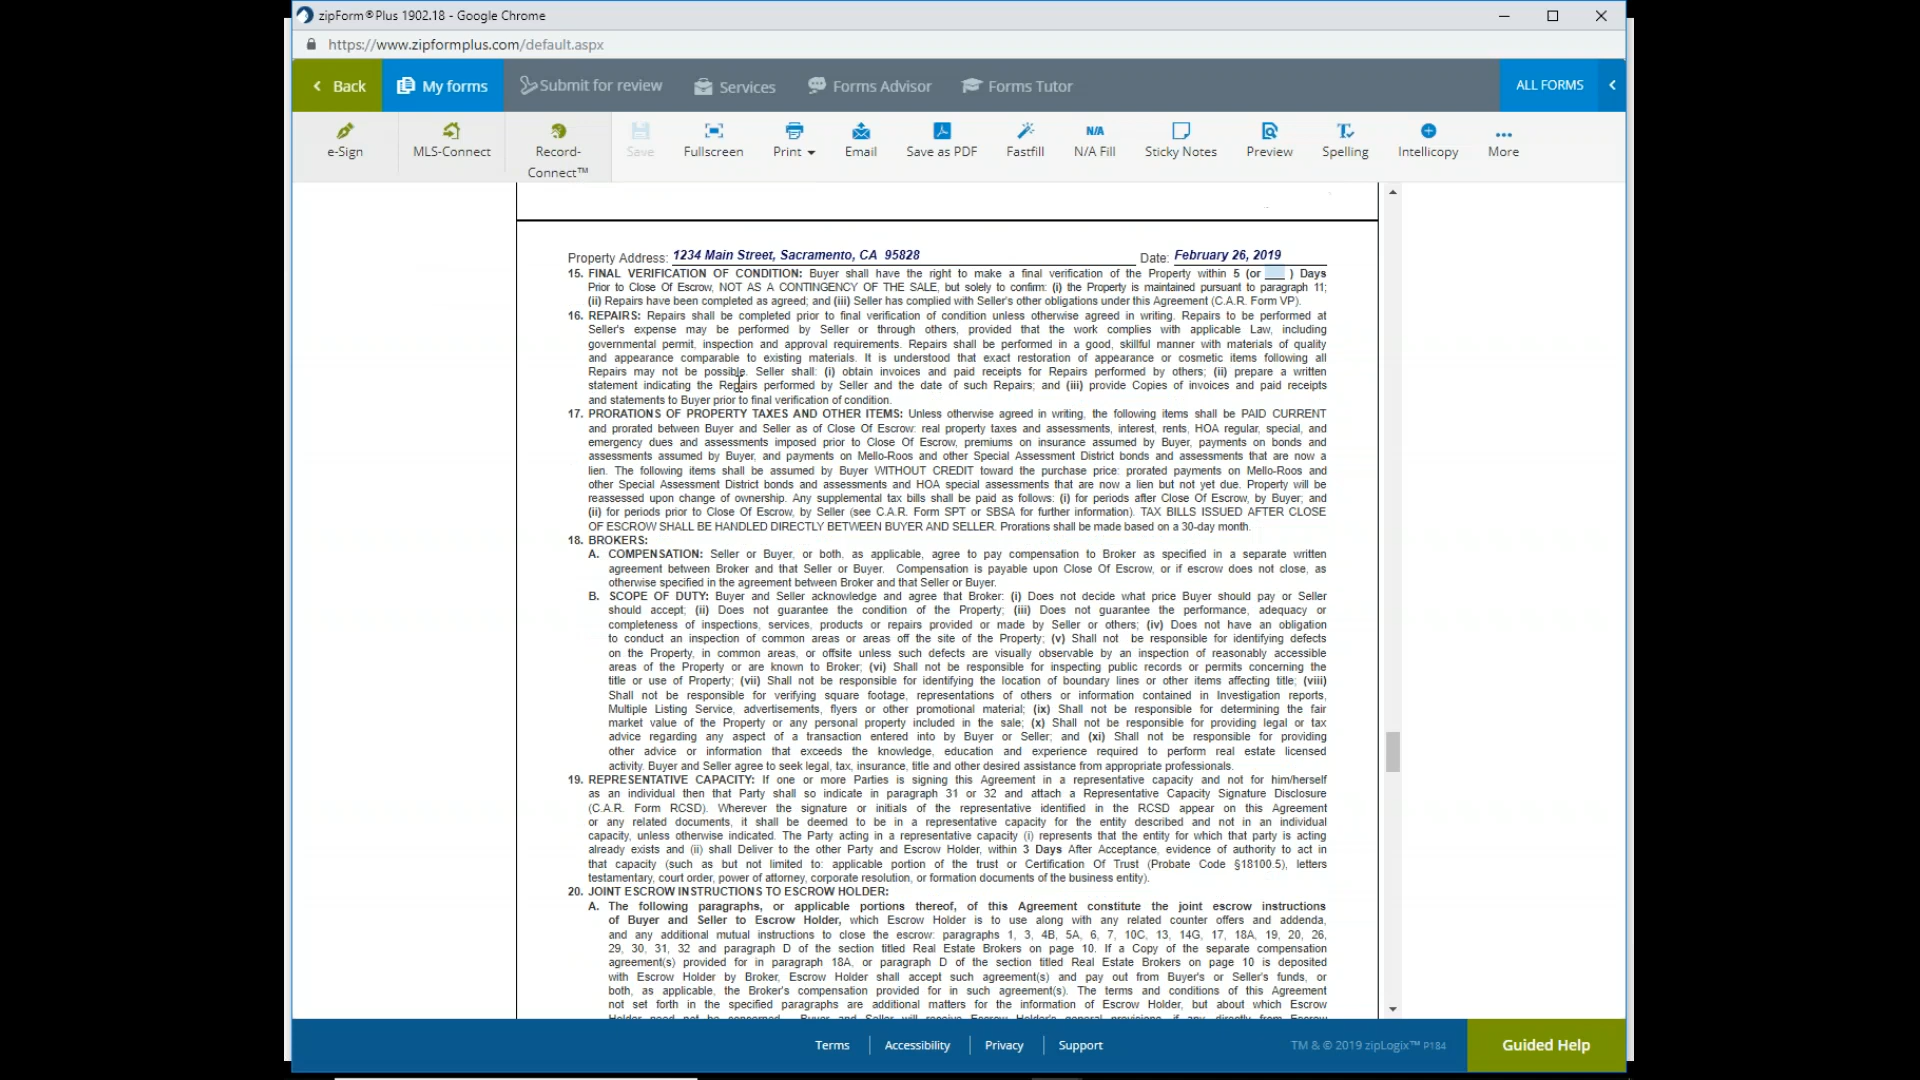 zipForm®Plus 1902.18 - Google Chrome
https://www.zipformplus.com/default.aspx
Back
My forms
Submit for review
Services
Forms Advisor
Forms Tutor
ALL FORMS
e-Sign
MLS-Connect
Record-
Connect™
Save
Fullscreen
Print
Email
Save as PDF
Fastfill
N/A
N/A Fill
Sticky Notes
Preview
Spelling
Intellicopy
More
Property Address: 1234 Main Street, Sacramento, CA 95828 Date: February 26, 2019
15. FINAL VERIFICATION OF CONDITION: Buyer shall have the right to make a final verification of the Property within 5 (or ___ ) Days
Prior to Close Of Escrow, NOT AS A CONTINGENCY OF THE SALE, but solely to confirm: (i) the Property is maintained pursuant to paragraph 11;
(ii) Repairs have been completed as agreed; and (iii) Seller has complied with Seller's other obligations under this Agreement (C.A.R. Form VP).
16. REPAIRS: Repairs shall be completed prior to final verification of condition unless otherwise agreed in writing. Repairs to be performed at
Seller's expense may be performed by Seller or through others, provided that the work complies with applicable Law, including
governmental permit, inspection and approval requirements. Repairs shall be performed in a good, skillful manner with materials of quality
and appearance comparable to existing materials. It is understood that exact restoration of appearance or cosmetic items following all
Repairs may not be possible. Seller shall: (i) obtain invoices and paid receipts for Repairs performed by others; (ii) prepare a written
statement indicating the Repairs performed by Seller and the date of such Repairs; and (iii) provide Copies of invoices and paid receipts
and statements to Buyer prior to final verification of condition.
17. PRORATIONS OF PROPERTY TAXES AND OTHER ITEMS: Unless otherwise agreed in writing, the following items shall be PAID CURRENT
and prorated between Buyer and Seller as of Close Of Escrow: real property taxes and assessments, interest, rents, HOA regular, special, and
emergency dues and assessments imposed prior to Close Of Escrow, premiums on insurance assumed by Buyer, payments on bonds and
assessments assumed by Buyer, and payments on Mello-Roos and other Special Assessment District bonds and assessments that are now a
lien. The following items shall be assumed by Buyer WITHOUT CREDIT toward the purchase price: prorated payments on Mello-Roos and
other Special Assessment District bonds and assessments and HOA special assessments that are now a lien but not yet due. Property will be
reassessed upon change of ownership. Any supplemental tax bills shall be paid as follows: (i) for periods after Close Of Escrow, by Buyer; and
(ii) for periods prior to Close Of Escrow, by Seller (see C.A.R. Form SPT or SBSA for further information). TAX BILLS ISSUED AFTER CLOSE
OF ESCROW SHALL BE HANDLED DIRECTLY BETWEEN BUYER AND SELLER. Prorations shall be made based on a 30-day month.
18. BROKERS:
A. COMPENSATION: Seller or Buyer, or both, as applicable, agree to pay compensation to Broker as specified in a separate written
agreement between Broker and that Seller or Buyer. Compensation is payable upon Close Of Escrow, or if escrow does not close, as
otherwise specified in the agreement between Broker and that Seller or Buyer.
B. SCOPE OF DUTY: Buyer and Seller acknowledge and agree that Broker: (i) Does not decide what price Buyer should pay or Seller
should accept; (ii) Does not guarantee the condition of the Property; (iii) Does not guarantee the performance, adequacy or
completeness of inspections, services, products or repairs provided or made by Seller or others; (iv) Does not have an obligation
to conduct an inspection of common areas or areas off the site of the Property; (v) Shall not be responsible for identifying defects
on the Property, in common areas, or offsite unless such defects are visually observable by an inspection of reasonably accessible
areas of the Property or are known to Broker; (vi) Shall not be responsible for inspecting public records or permits concerning the
title or use of Property; (vii) Shall not be responsible for identifying the location of boundary lines or other items affecting title; (viii)
Shall not be responsible for verifying square footage, representations of others or information contained in Investigation reports,
Multiple Listing Service, advertisements, flyers or other promotional material; (ix) Shall not be responsible for determining the fair
market value of the Property or any personal property included in the sale; (x) Shall not be responsible for providing legal or tax
advice regarding any aspect of a transaction entered into by Buyer or Seller; and (xi) Shall not be responsible for providing
other advice or information that exceeds the knowledge, education and experience required to perform real estate licensed
activity. Buyer and Seller agree to seek legal, tax, insurance, title and other desired assistance from appropriate professionals.
19. REPRESENTATIVE CAPACITY: If one or more Parties is signing this Agreement in a representative capacity and not for him/herself
as an individual then that Party shall so indicate in paragraph 31 or 32 and attach a Representative Capacity Signature Disclosure
(C.A.R. Form RCSD). Wherever the signature or initials of the representative identified in the RCSD appear on this Agreement
or any related documents, it shall be deemed to be in a representative capacity for the entity described and not in an individual
capacity, unless otherwise indicated. The Party acting in a representative capacity (i) represents that the entity for which that party is acting
already exists and (ii) shall Deliver to the other Party and Escrow Holder, within 3 Days After Acceptance, evidence of authority to act in
that capacity (such as but not limited to: applicable portion of the trust or Certification Of Trust (Probate Code §18100.5), letters
testamentary, court order, power of attorney, corporate resolution, or formation documents of the business entity).
20. JOINT ESCROW INSTRUCTIONS TO ESCROW HOLDER:
A. The following paragraphs, or applicable portions thereof, of this Agreement constitute the joint escrow instructions
of Buyer and Seller to Escrow Holder, which Escrow Holder is to use along with any related counter offers and addenda,
and any additional mutual instructions to close the escrow: paragraphs 1, 3, 4B, 5A, 6, 7, 10C, 13, 14G, 17, 18A, 19, 20, 26,
29, 30, 31, 32 and paragraph D of the section titled Real Estate Brokers on page 10. If a Copy of the separate compensation
agreement(s) provided for in paragraph 18A, or paragraph D of the section titled Real Estate Brokers on page 10 is deposited
with Escrow Holder by Broker, Escrow Holder shall accept such agreement(s) and pay out from Buyer's or Seller's funds, or
both, as applicable, the Broker's compensation provided for in such agreement(s). The terms and conditions of this Agreement
not set forth in the specified paragraphs are additional matters for the information of Escrow Holder, but about which Escrow
Holder need not be concerned. Buyer and Seller will receive Escrow Holder's general provisions, if any, directly from Escrow
Terms
Accessibility
Privacy
Support
TM & © 2019 zipLogix™ P184
Guided Help